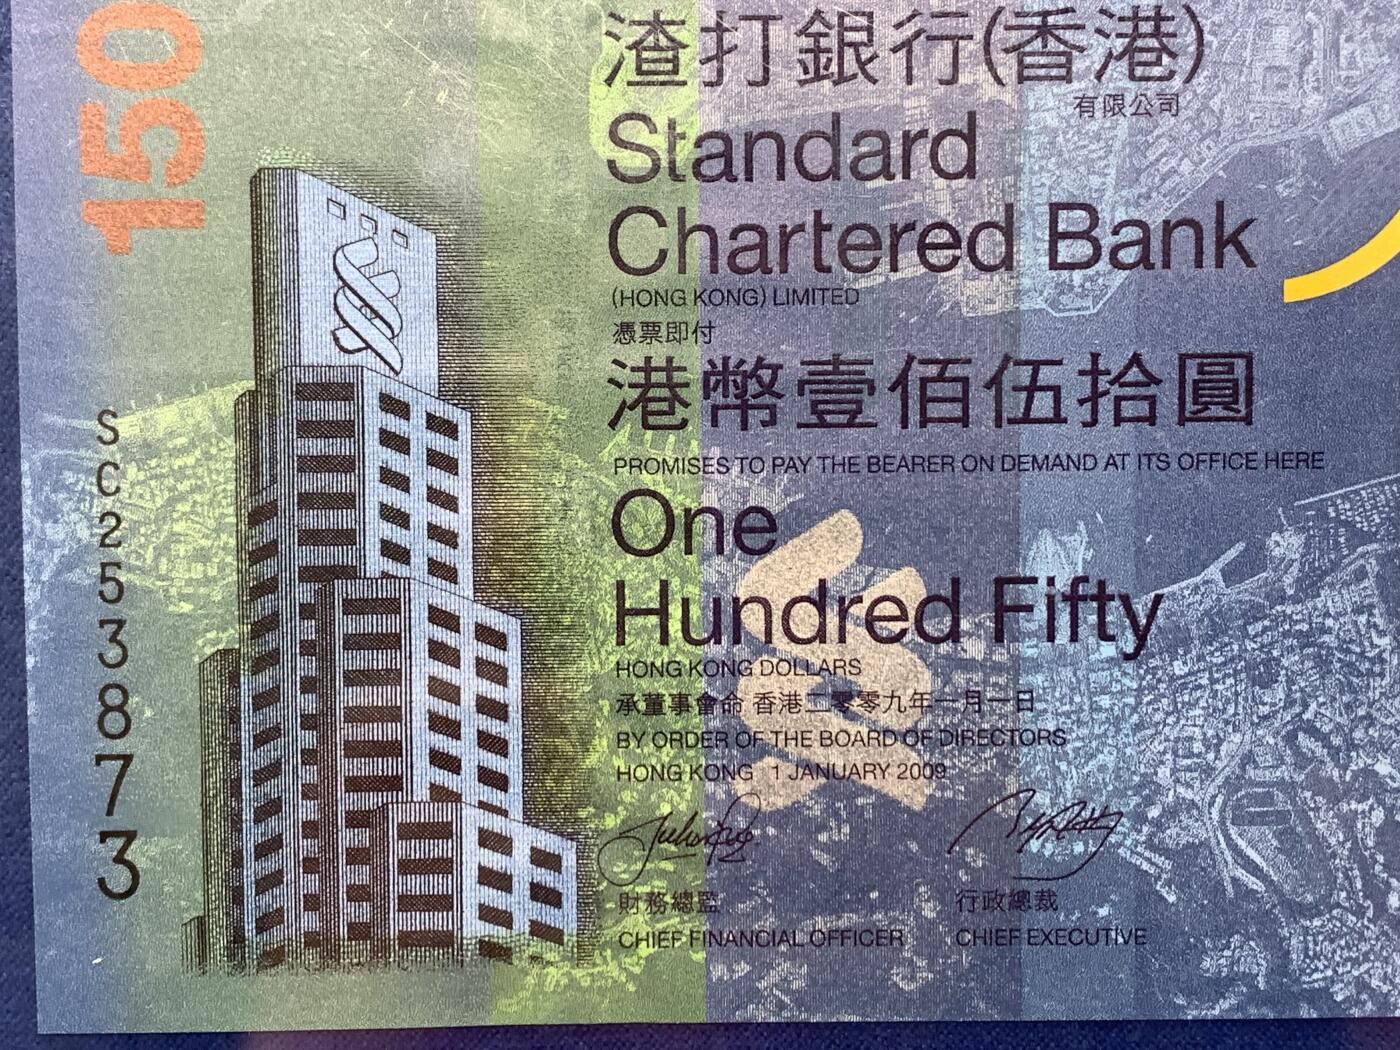 150
渣打銀行(香港)
有限公司
Standard
Chartered Bank
(HONG KONG) LIMITED
憑票即付
港幣壹佰伍拾圓
PROMISES TO PAY THE BEARER ON DEMAND AT ITS OFFICE HERE
One
Hundred Fifty
HONG KONG DOLLARS
承董事會命 香港二零零九年一月一日
BY ORDER OF THE BOARD OF DIRECTORS
HONG KONG 1 JANUARY 2009
財務總監 行政總裁
CHIEF FINANCIAL OFFICER CHIEF EXECUTIVE
SC253873